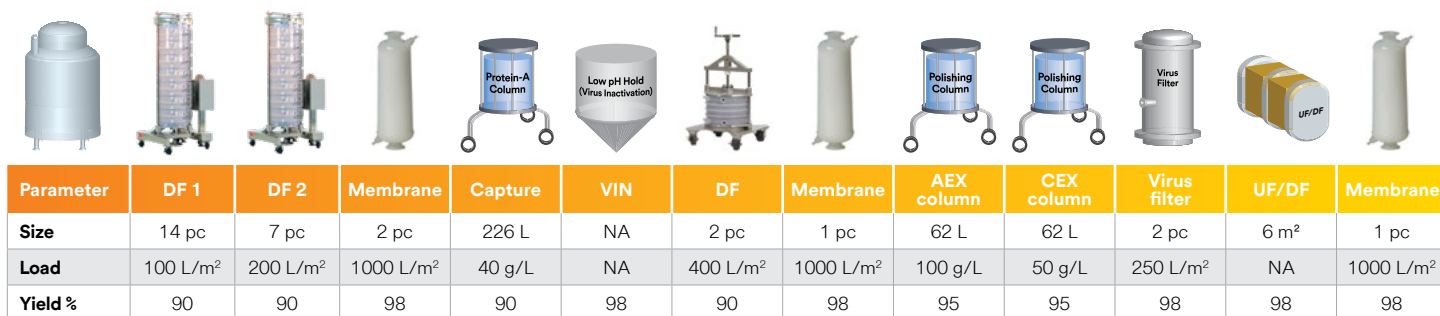 Protein-A
Column
Low pH Hold
(Virus Inactivation)
Polishing
Column
Polishing
Column
Virus
Filter
UF/DF
Parameter DF 1 DF 2 Membrane Capture VIN DF Membrane AEX column CEX column Virus filter UF/DF Membrane
Size 14 pc 7 pc 2 pc 226 L NA 2 pc 1 pc 62 L 62 L 2 pc 6 m² 1 pc
Load 100 L/m² 200 L/m² 1000 L/m² 40 g/L NA 400 L/m² 1000 L/m² 100 g/L 50 g/L 250 L/m² NA 1000 L/m²
Yield % 90 90 98 90 98 90 98 95 95 98 98 98